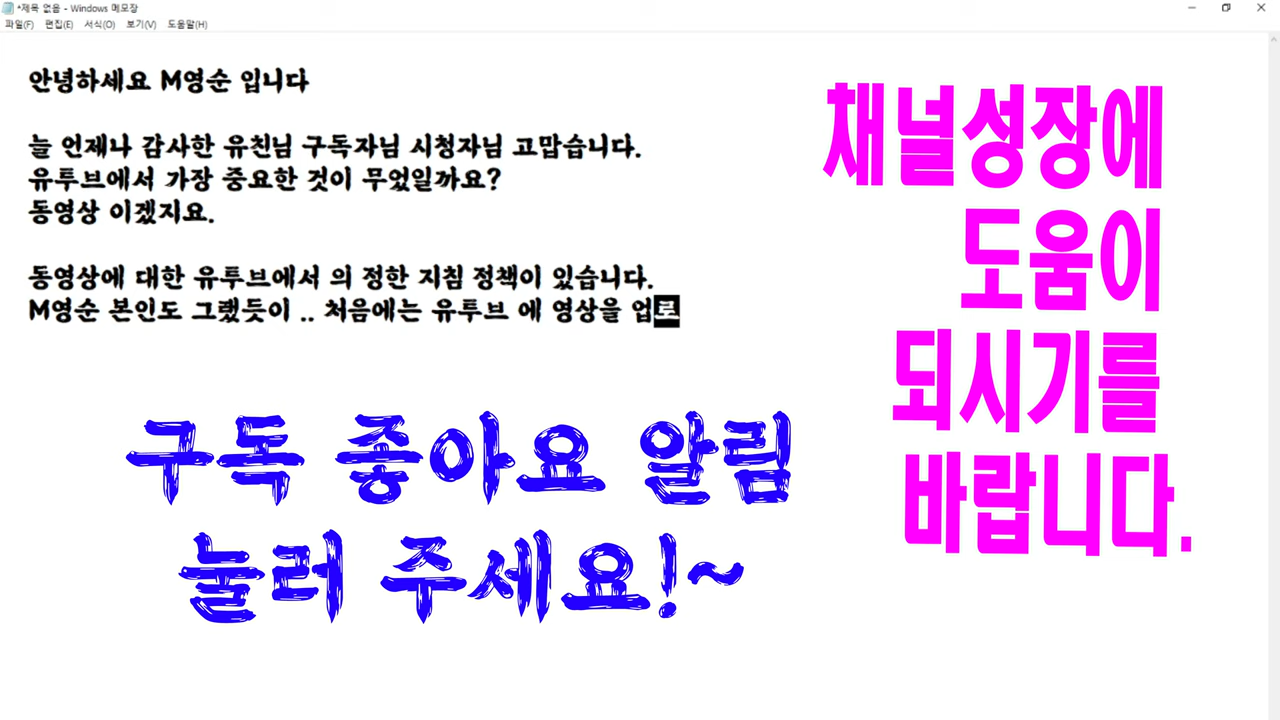 *제목 없음 - Windows 메모장
파일(F) 편집(E) 서식(O) 보기(V) 도움말(H)
안녕하세요 M영순 입니다
늘 언제나 감사한 유친님 구독자님 시청자님 고맙습니다.
유투브에서 가장 중요한 것이 무었일까요?
동영상 이겠지요.
동영상에 대한 유투브에서 의 정한 지침 정책이 있습니다.
M영순 본인도 그랬듯이 .. 처음에는 유투브 에 영상을 업로
채널성장에
도움이
되시기를
바랍니다.
구독 좋아요 알림
눌러 주세요!~